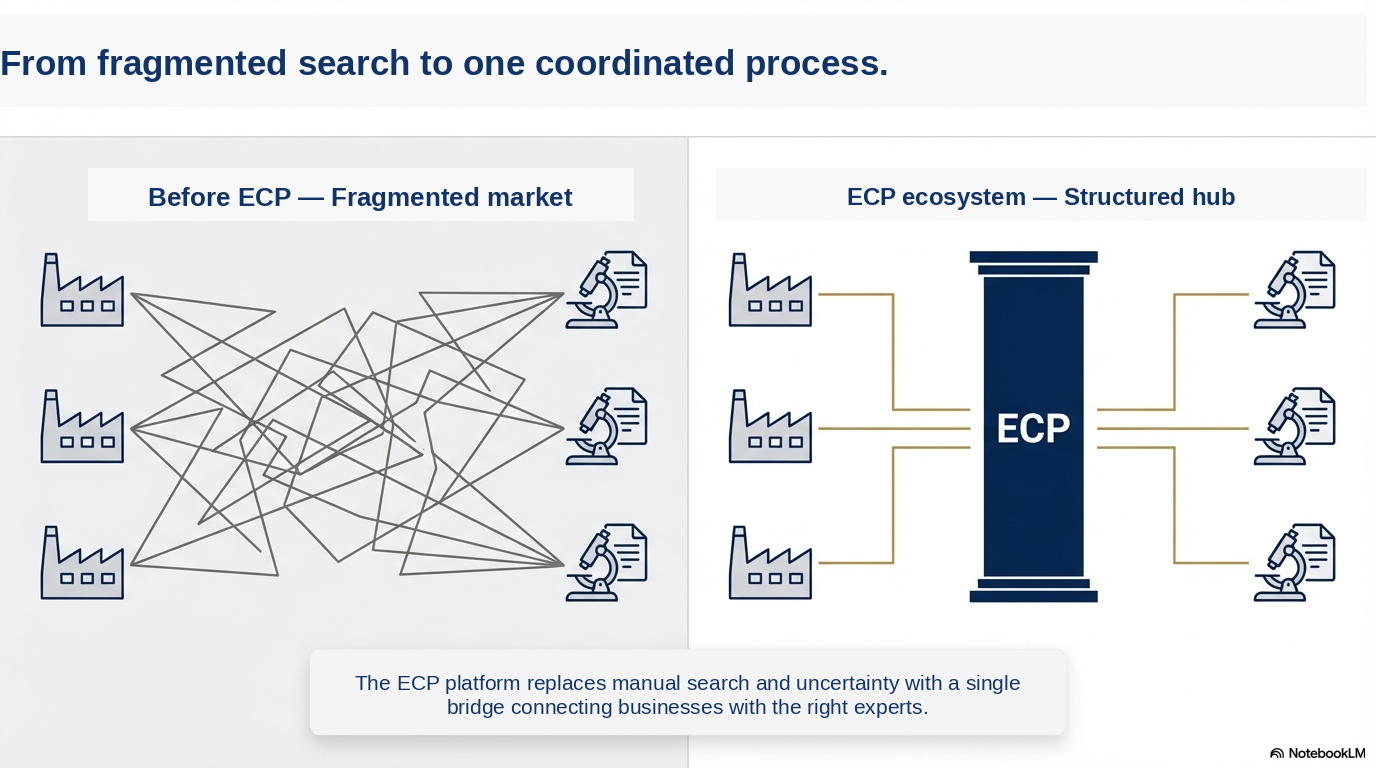 From fragmented search to one coordinated process.
Before ECP — Fragmented market
ECP ecosystem — Structured hub
ECP
The ECP platform replaces manual search and uncertainty with a single
bridge connecting businesses with the right experts.
NotebookLM